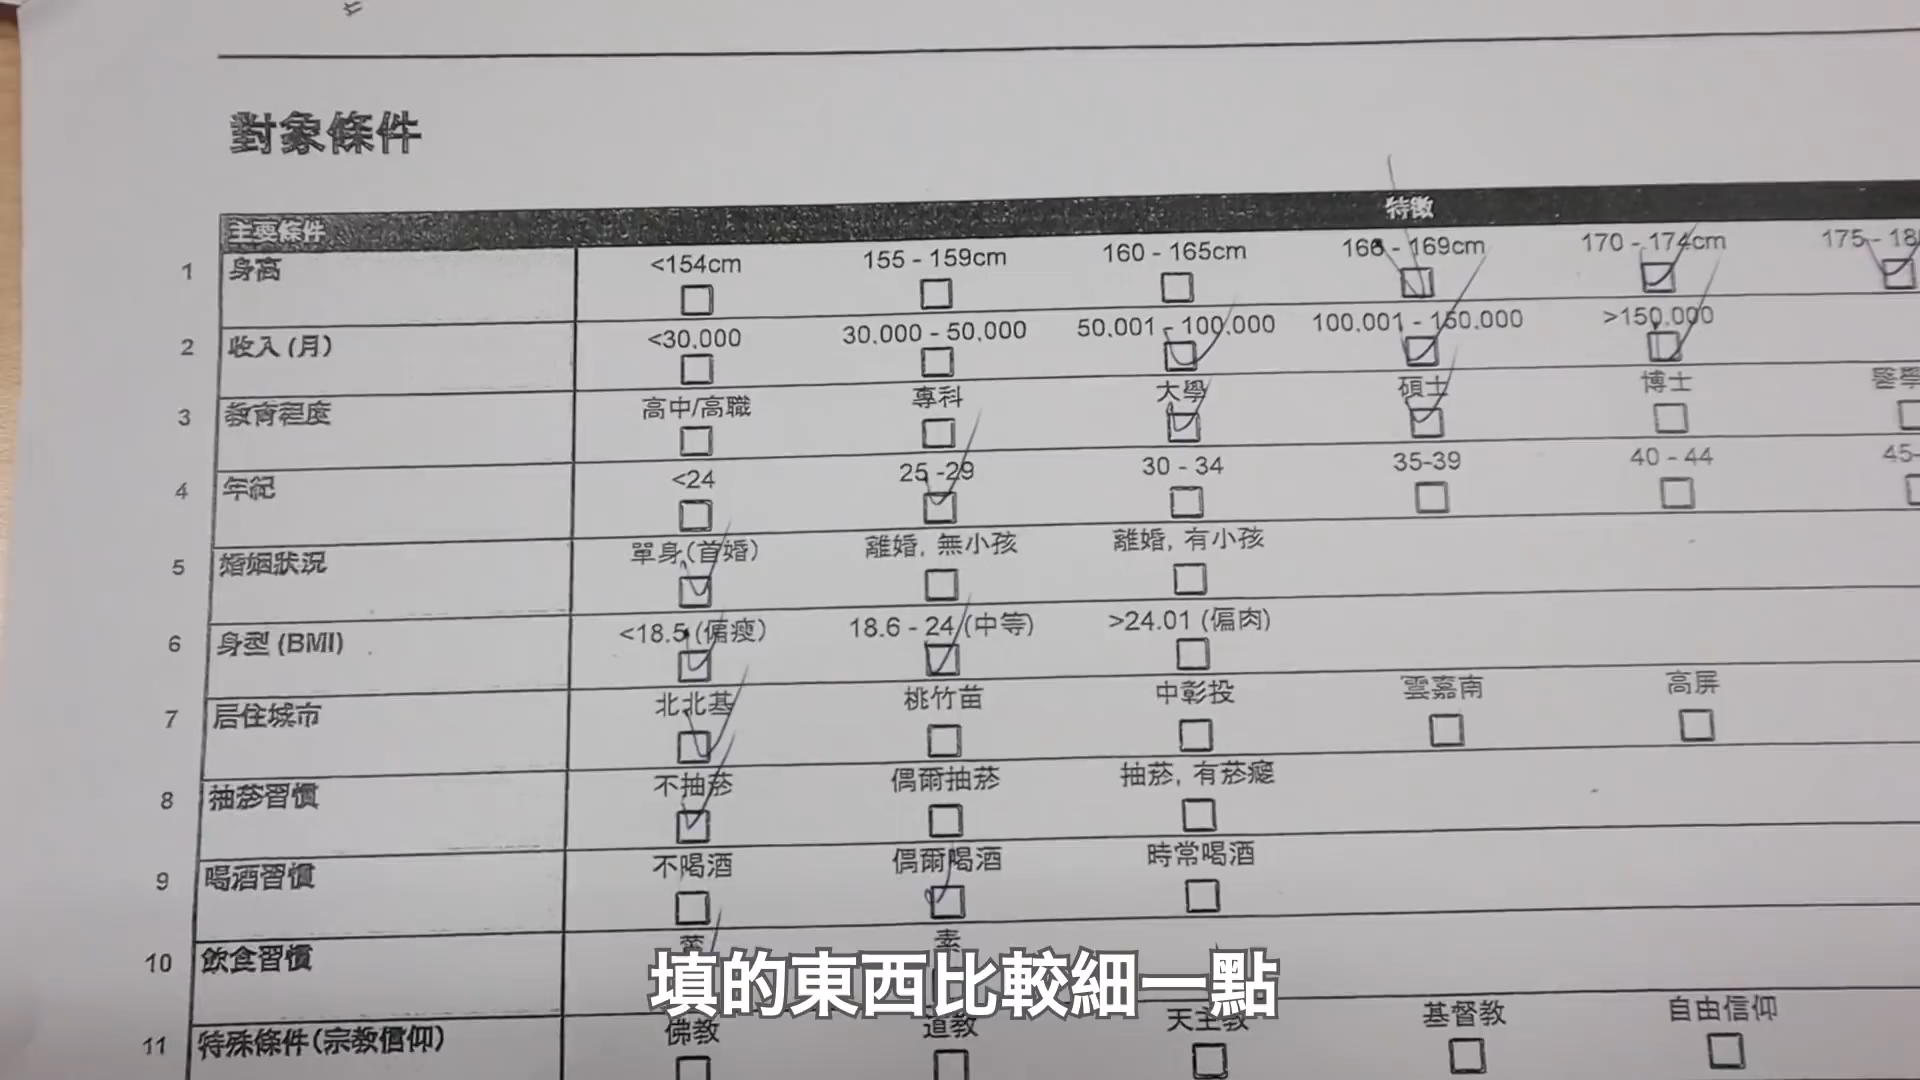 對象條件
主要條件 特徵
1 身高 <154cm 155 - 159cm 160 - 165cm 166 - 169cm 170 - 174cm 175 - 18
2 收入 (月) <30,000 30,000 - 50,000 50,001 - 100,000 100,001 - 150,000 >150,000
3 教育程度 高中/高職 專科 大學 碩士 博士 醫學
4 年紀 <24 25 -29 30 - 34 35-39 40 - 44 45-
5 婚姻狀況 單身(首婚) 離婚, 無小孩 離婚, 有小孩
6 身型 (BMI) <18.5 (偏瘦) 18.6 - 24 (中等) >24.01 (偏肉)
7 居住城市 北北基 桃竹苗 中彰投 雲嘉南 高屏
8 抽菸習慣 不抽菸 偶爾抽菸 抽菸, 有菸癮
9 喝酒習慣 不喝酒 偶爾喝酒 時常喝酒
10 飲食習慣 葷 素
填的東西比較細一點
11 特殊條件(宗教信仰) 佛教 道教 天主教 基督教 自由信仰